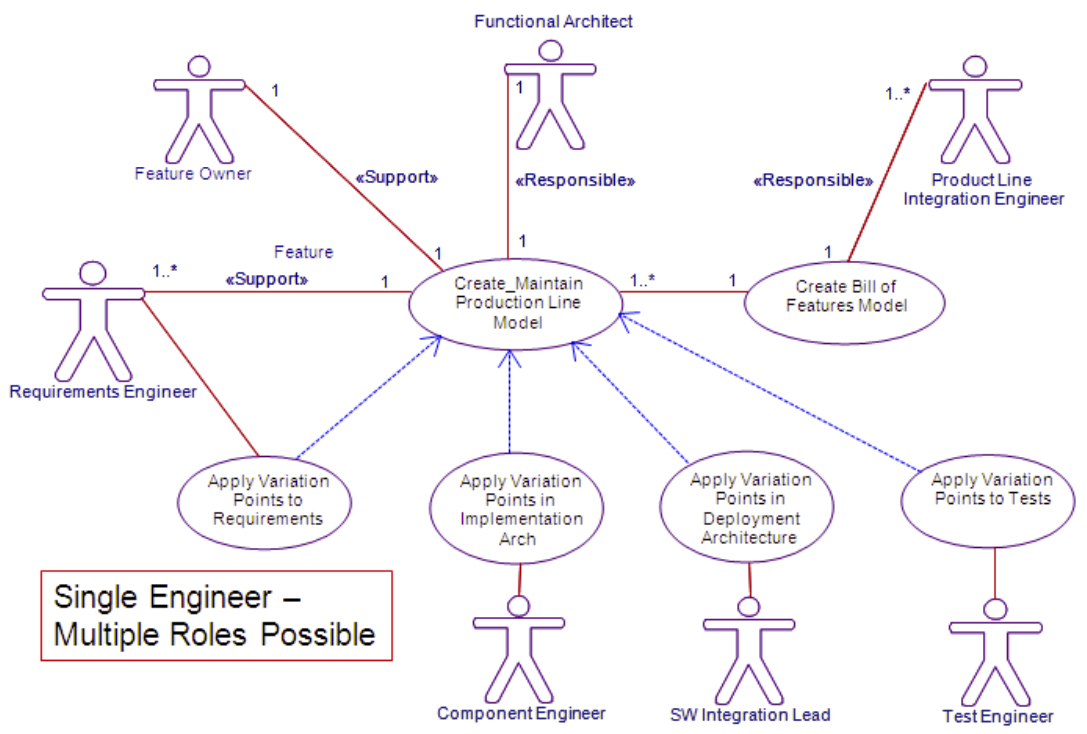 Functional Architect
1
1
1..*
Feature Owner
«Support»
«Responsible»
«Responsible»
Product Line
Integration Engineer
1
1
1
Feature
1..*
«Support»
1
Create_Maintain
Production Line
Model
1..*
1
Create Bill of
Features Model
Requirements Engineer
Apply Variation
Points to
Requirements
Apply Variation
Points in
Implementation
Arch
Apply Variation
Points in
Deployment
Architecture
Apply Variation
Points to Tests
Single Engineer –
Multiple Roles Possible
Component Engineer
SW Integration Lead
Test Engineer